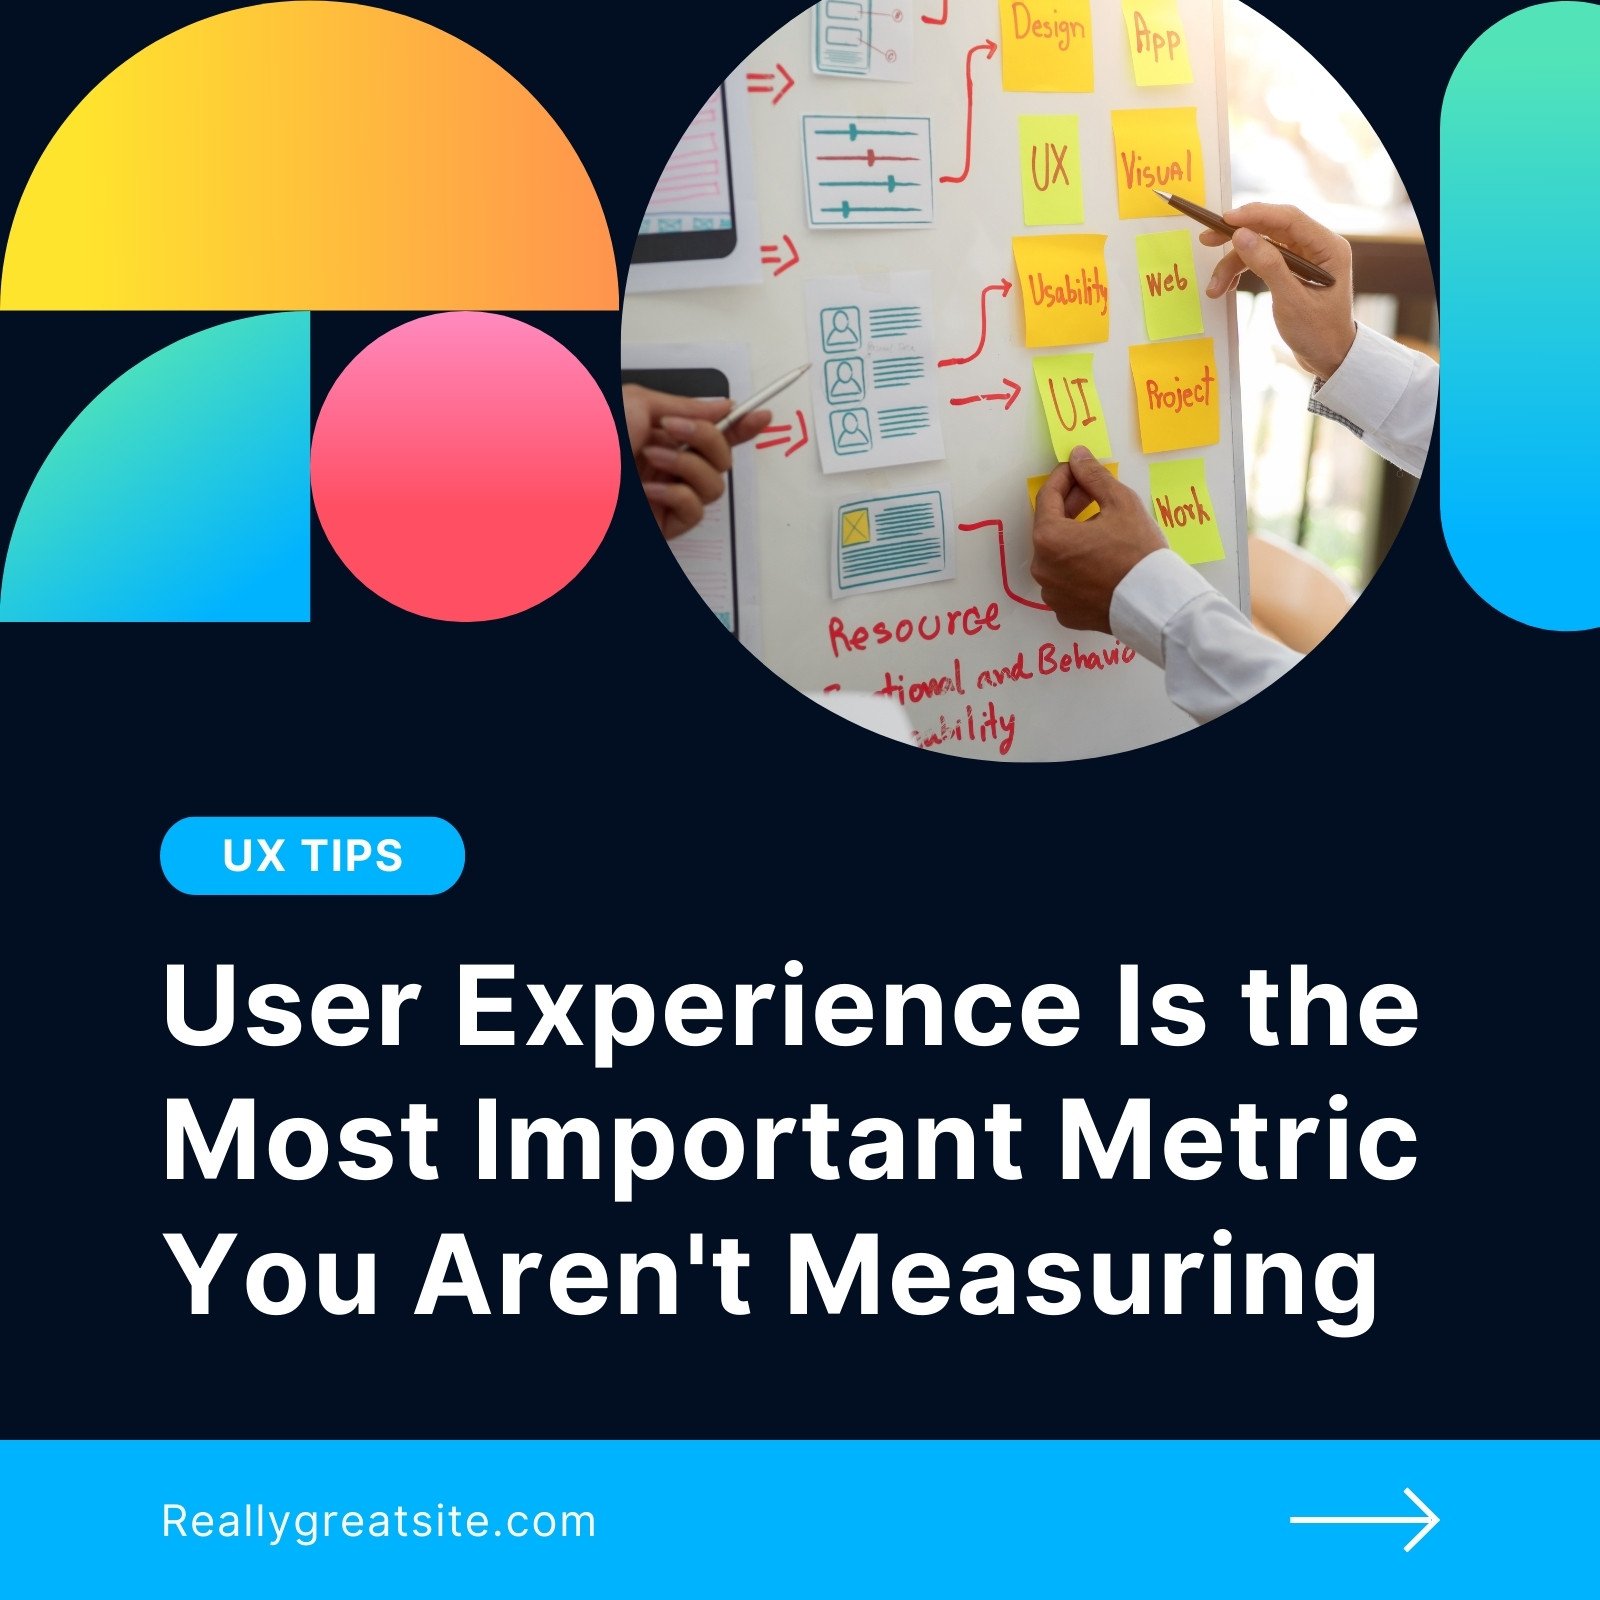 Design
App
UX
Visual
Usability
Web
UI
Project
Work
Resource
and
UX TIPS
User Experience Is the
Most Important Metric
You Aren't Measuring
Reallygreatsite.com